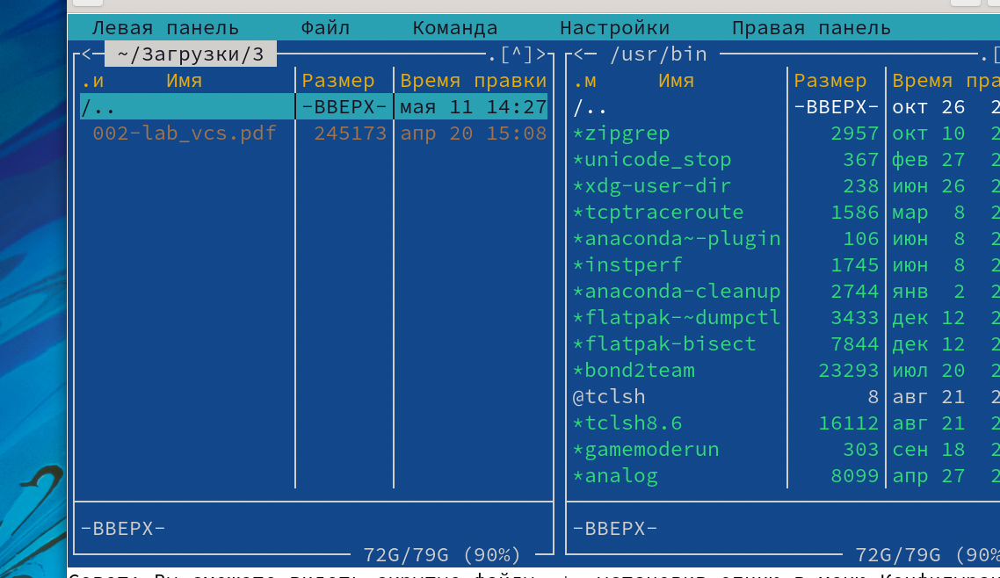 Левая панель Файл Команда Настройки Правая панель
<─ ~/Загрузки/3 ─.[^]>
.и Имя Размер Время правки
/.. -ВВЕРХ- мая 11 14:27
002-lab_vcs.pdf 245173 апр 20 15:08
-ВВЕРХ-
72G/79G (90%)
<─ /usr/bin ─.[
.м Имя Размер Время пра
/.. -ВВЕРХ- окт 26 2
*zipgrep 2957 окт 10 2
*unicode_stop 367 фев 27 2
*xdg-user-dir 238 июн 26 2
*tcptraceroute 1586 мар 8 2
*anaconda~-plugin 106 июн 8 2
*instperf 1745 июн 8 2
*anaconda-cleanup 2744 янв 2 2
*flatpak-~dumpctl 3433 дек 12 2
*flatpak-bisect 7844 дек 12 2
*bond2team 23293 июл 20 2
@tclsh 8 авг 21 2
*tclsh8.6 16112 авг 21 2
*gamemoderun 303 сен 18 2
*analog 8099 апр 27 2
-ВВЕРХ-
72G/79G (90%